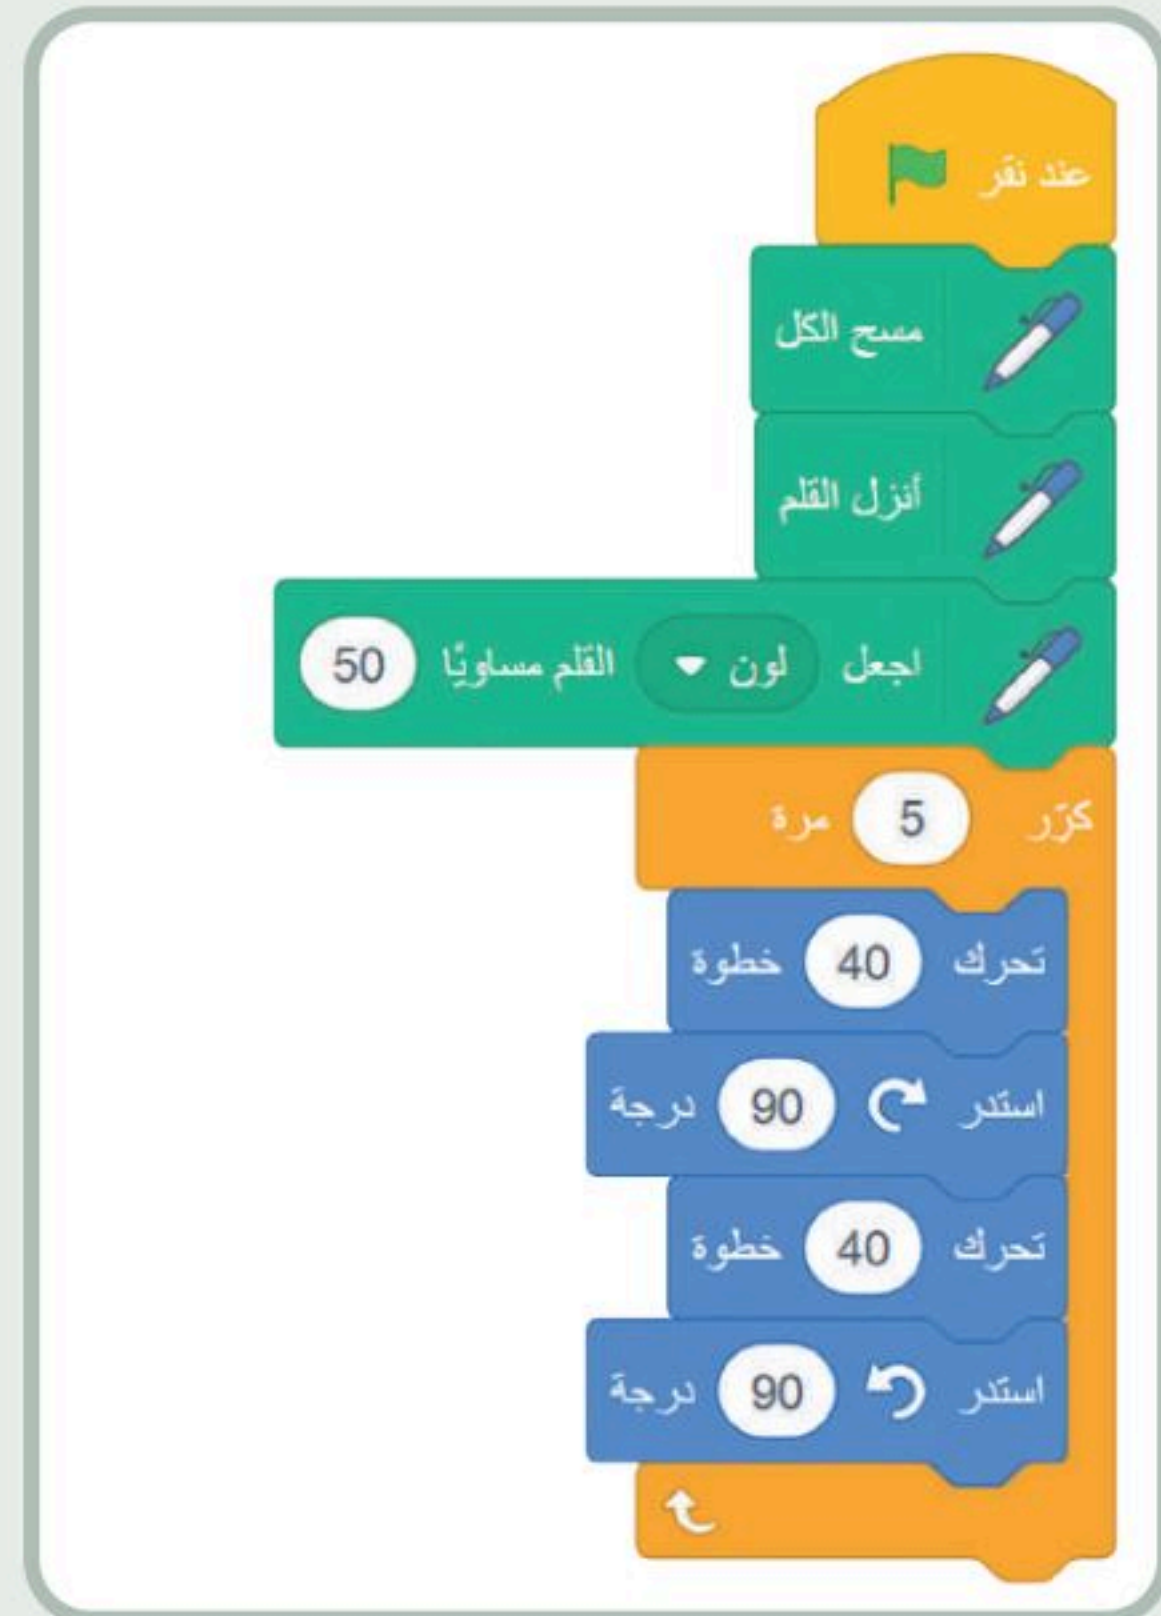 عند نقر
مسح الكل
أنزل القلم
اجعل لون القلم مساويًا 50
كرّر 5 مرة
تحرك 40 خطوة
استدر 90 درجة
تحرك 40 خطوة
استدر 90 درجة